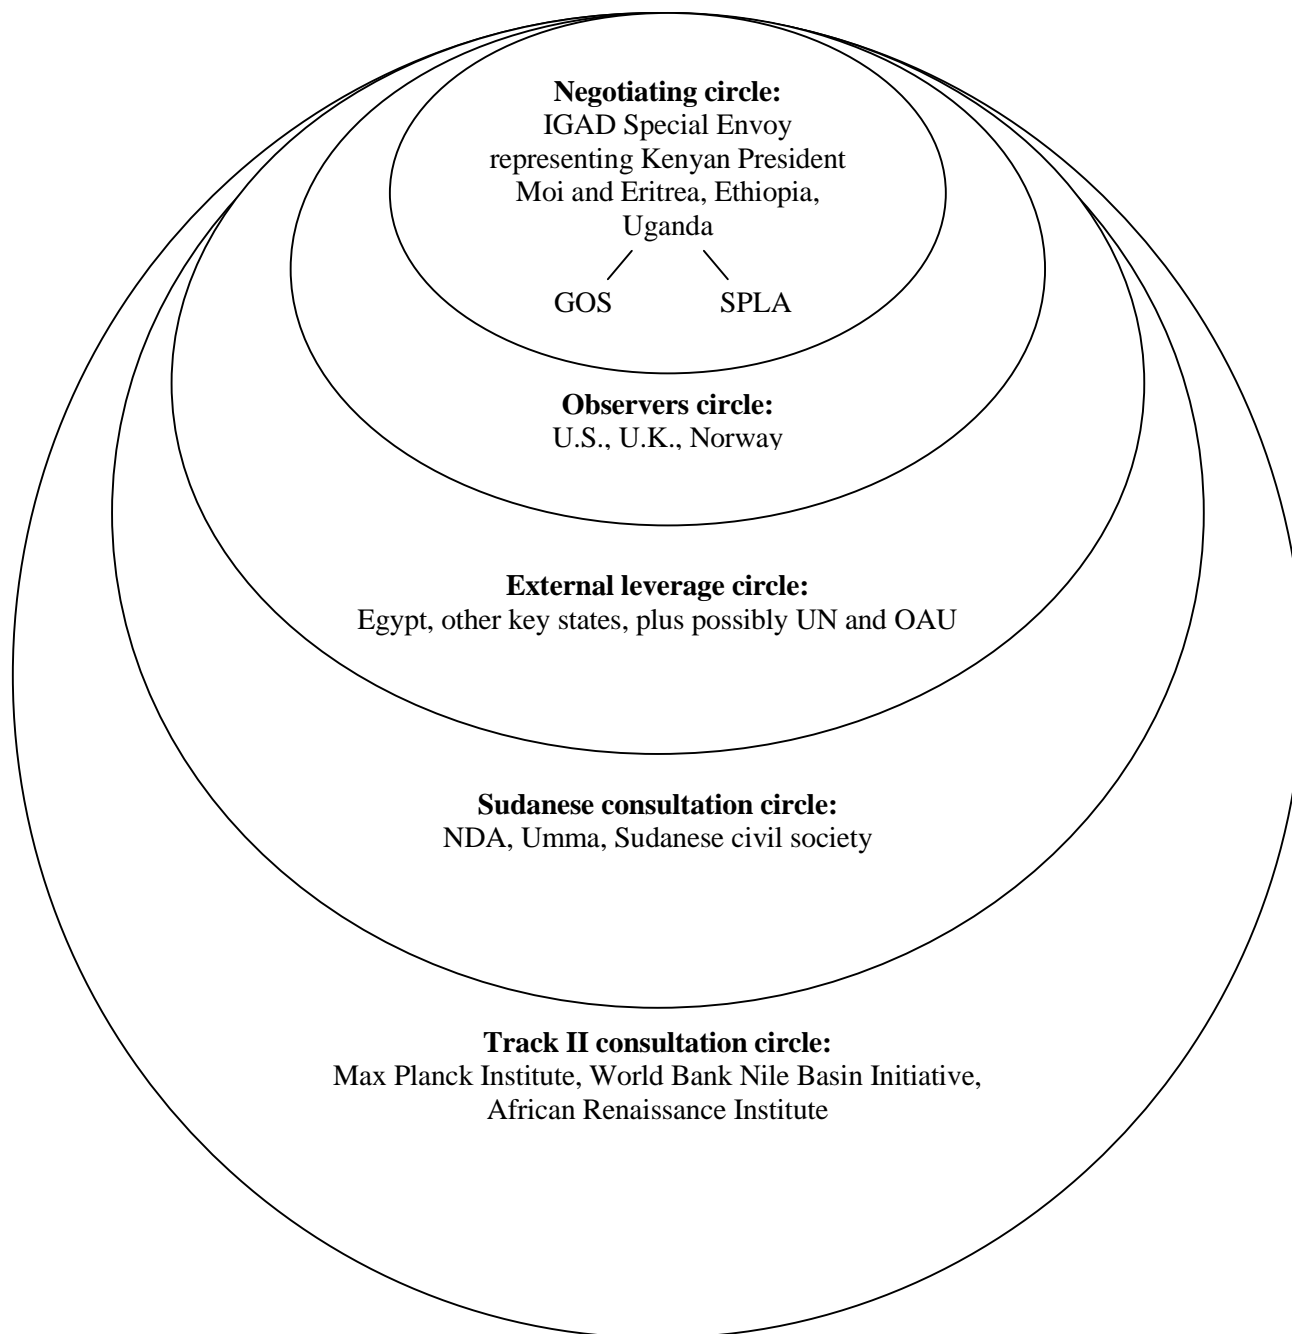 Negotiating circle:
IGAD Special Envoy
representing Kenyan President
Moi and Eritrea, Ethiopia,
Uganda
GOS SPLA
Observers circle:
U.S., U.K., Norway
External leverage circle:
Egypt, other key states, plus possibly UN and OAU
Sudanese consultation circle:
NDA, Umma, Sudanese civil society
Track II consultation circle:
Max Planck Institute, World Bank Nile Basin Initiative,
African Renaissance Institute